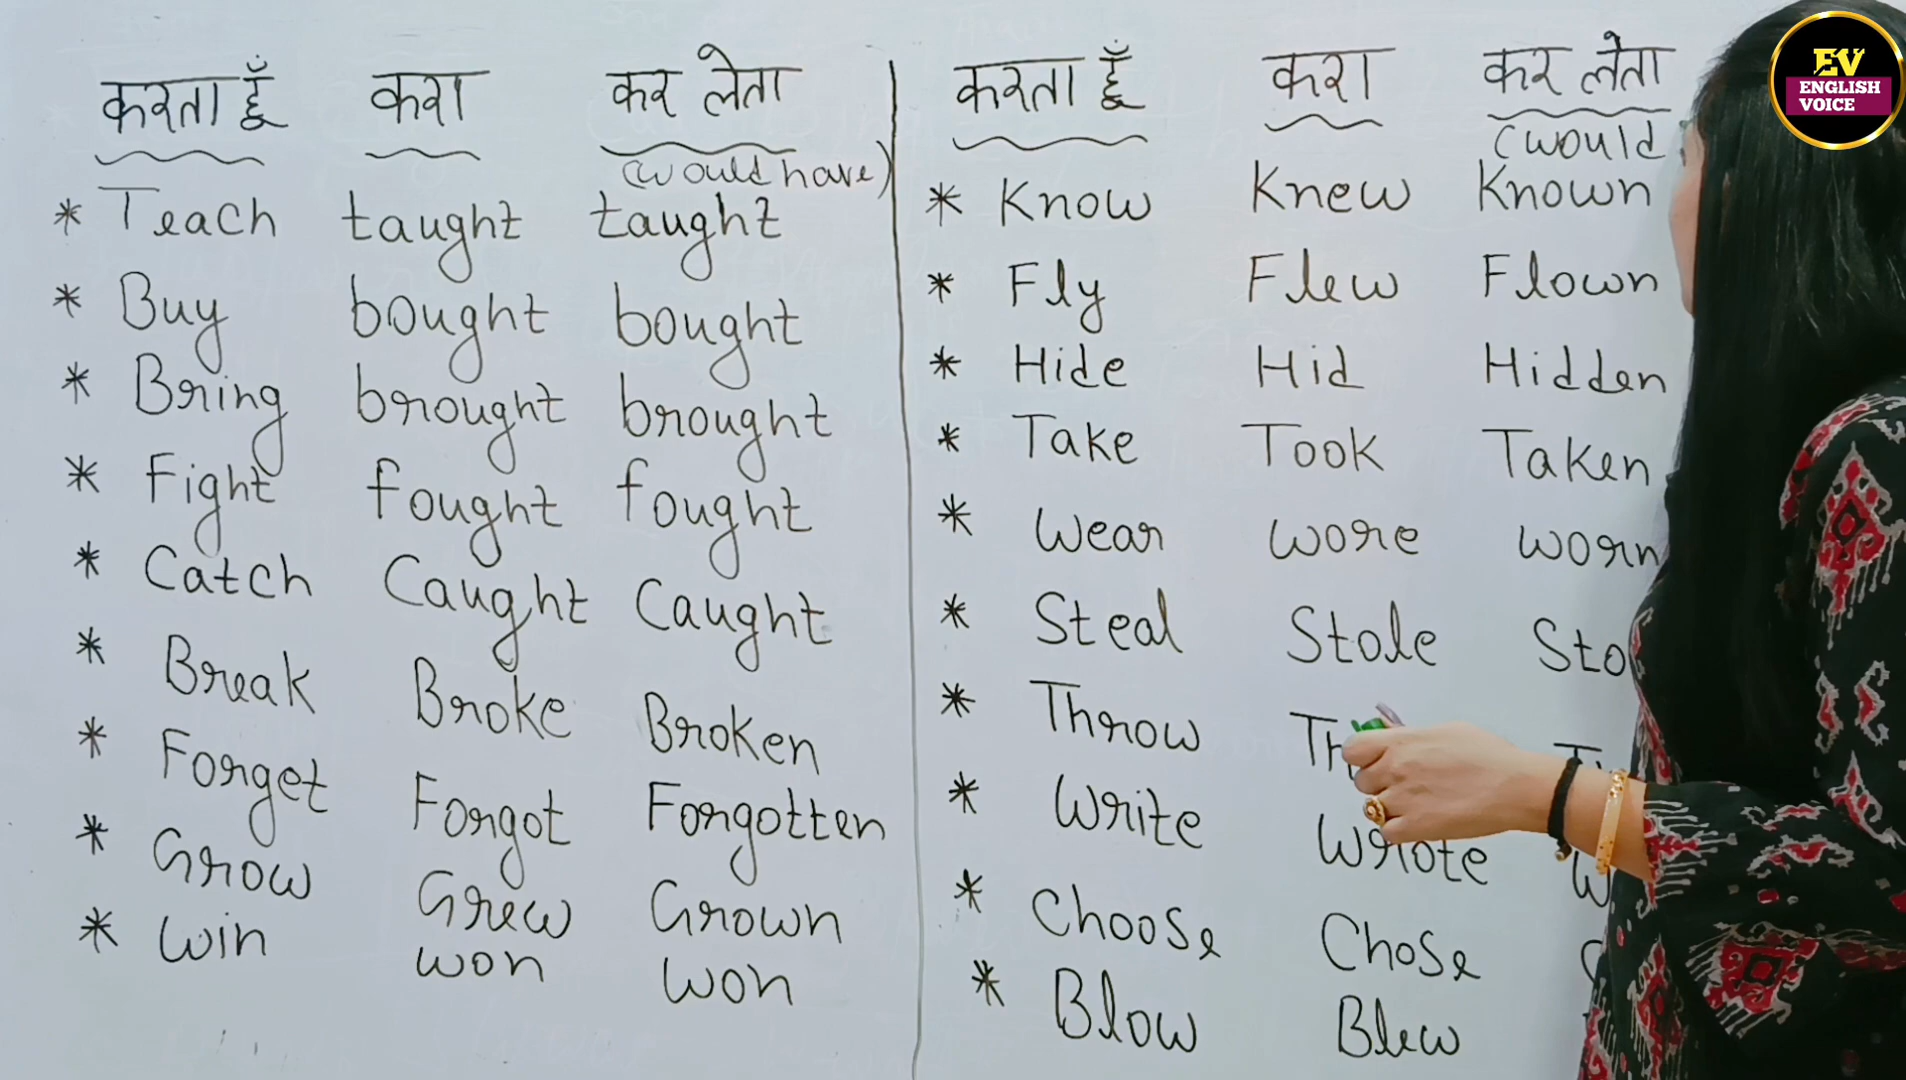 करता हूँ करा कर लेता
(would have)
* Teach taught taught
* Buy bought bought
* Bring brought brought
* Fight fought fought
* Catch Caught Caught
* Break Broke Broken
* Forget Forgot Forgotten
* Grow Grew Grown
* Win won won
करता हूँ करा कर लेता
(would
* Know Knew Known
* Fly Flew Flown
* Hide Hid Hidden
* Take Took Taken
* Wear wore worn
* Steal Stole Sto
* Throw
* Write Wrote
* Choose Chose
* Blow Blew
EV
ENGLISH
VOICE